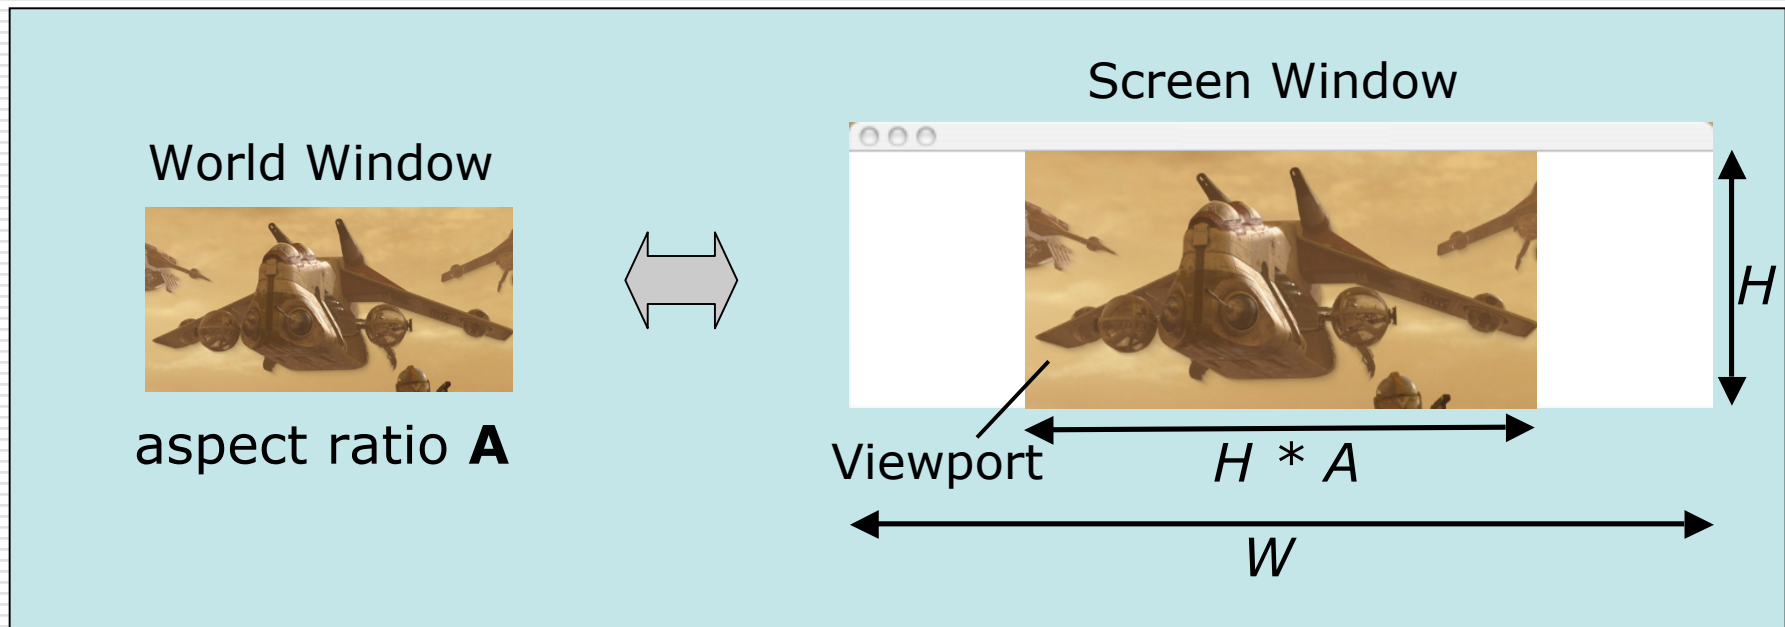 Screen Window
World Window
H
aspect ratio A
Viewport
H * A
W